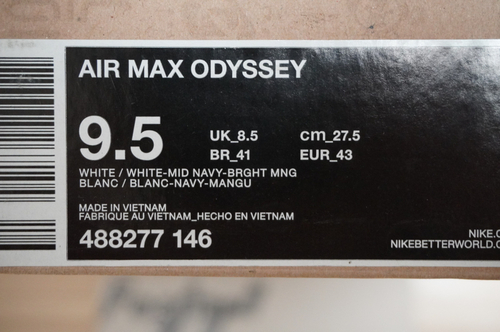 AIR MAX ODYSSEY
9.5
UK_8.5 cm_27.5
BR_41 EUR_43
WHITE / WHITE-MID NAVY-BRGHT MNG
BLANC / BLANC-NAVY-MANGU
MADE IN VIETNAM
FABRIQUE AU VIETNAM_HECHO EN VIETNAM
488277 146
NIKE.C
NIKEBETTERWORLD.C